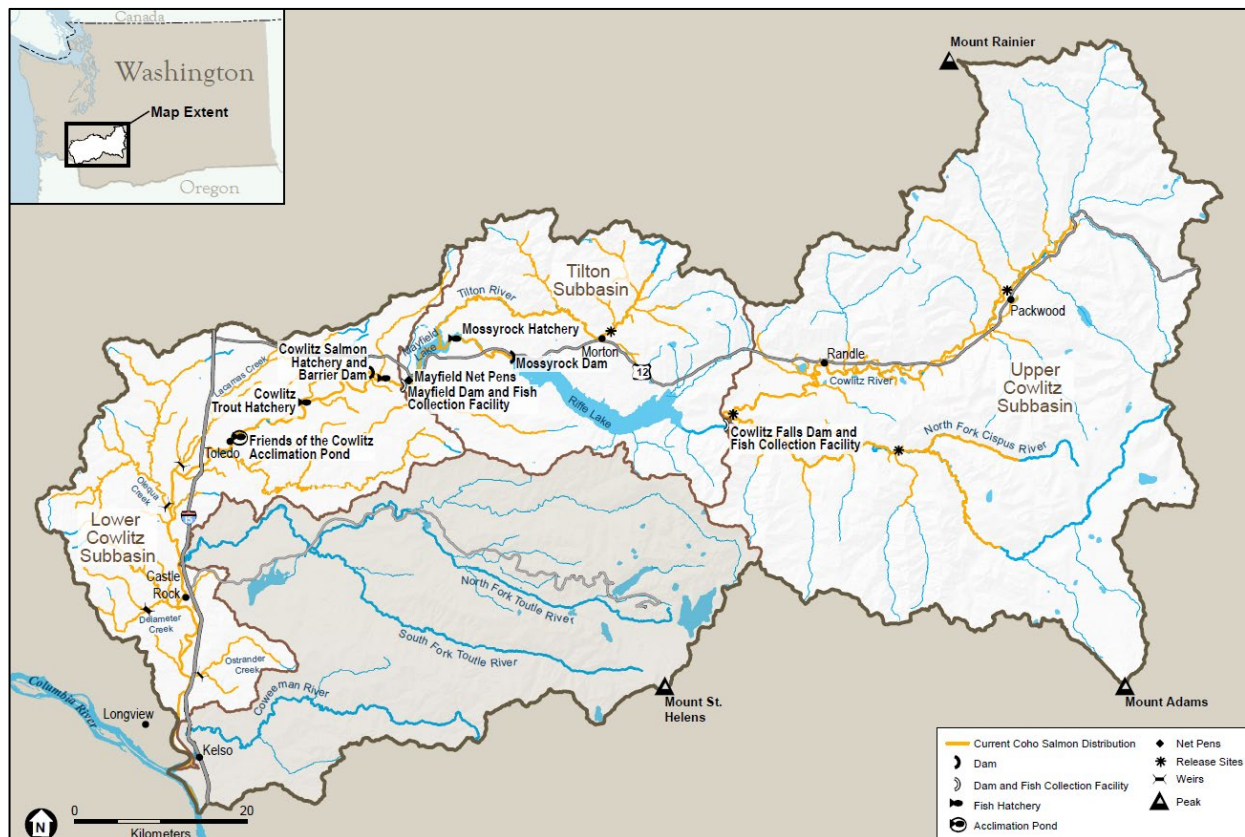 Canada
Washington
Map Extent
Oregon
Mount Rainier
Tilton
Subbasin
Tilton River
Packwood
Mayfield
Lake
Mossyrock Hatchery
Morton
Mossyrock Dam
12
Randle
Cowlitz River
Upper
Cowlitz
Subbasin
Lacamas Creek
Cowlitz Salmon
Hatchery and
Barrier Dam
Mayfield Net Pens
Mayfield Dam and Fish
Collection Facility
Cowlitz
Trout Hatchery
Riffe Lake
Cowlitz Falls Dam and
Fish Collection Facility
North Fork Cispus River
Friends of the Cowlitz
Acclimation Pond
Toledo
Olequa
Creek
5
Lower
Cowlitz
Subbasin
Castle
Rock
North Fork Toutle River
Delameter
Creek
South Fork Toutle River
Ostrander
Creek
Coweeman River
Mount St.
Helens
Mount Adams
Columbia River
Longview
Kelso
N
0 20
Kilometers
Current Coho Salmon Distribution
Dam
Dam and Fish Collection Facility
Fish Hatchery
Acclimation Pond
Net Pens
Release Sites
Weirs
Peak